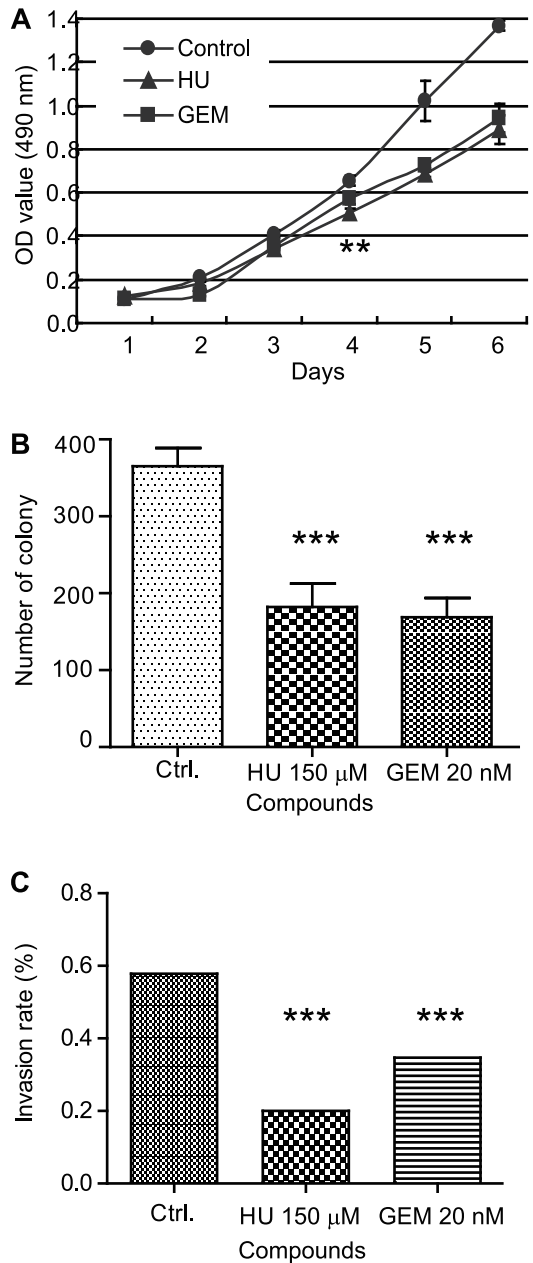 A
OD value (490 nm)
1.4
1.2
1.0
0.8
0.6
0.4
0.2
0.0
Control
HU
GEM
**
1 2 3 4 5 6
Days
B
Number of colony
400
300
200
100
0
*** ***
Ctrl. HU 150 µM GEM 20 nM
Compounds
C
Invasion rate (%)
0.8
0.6
0.4
0.2
0.0
*** ***
Ctrl. HU 150 µM GEM 20 nM
Compounds